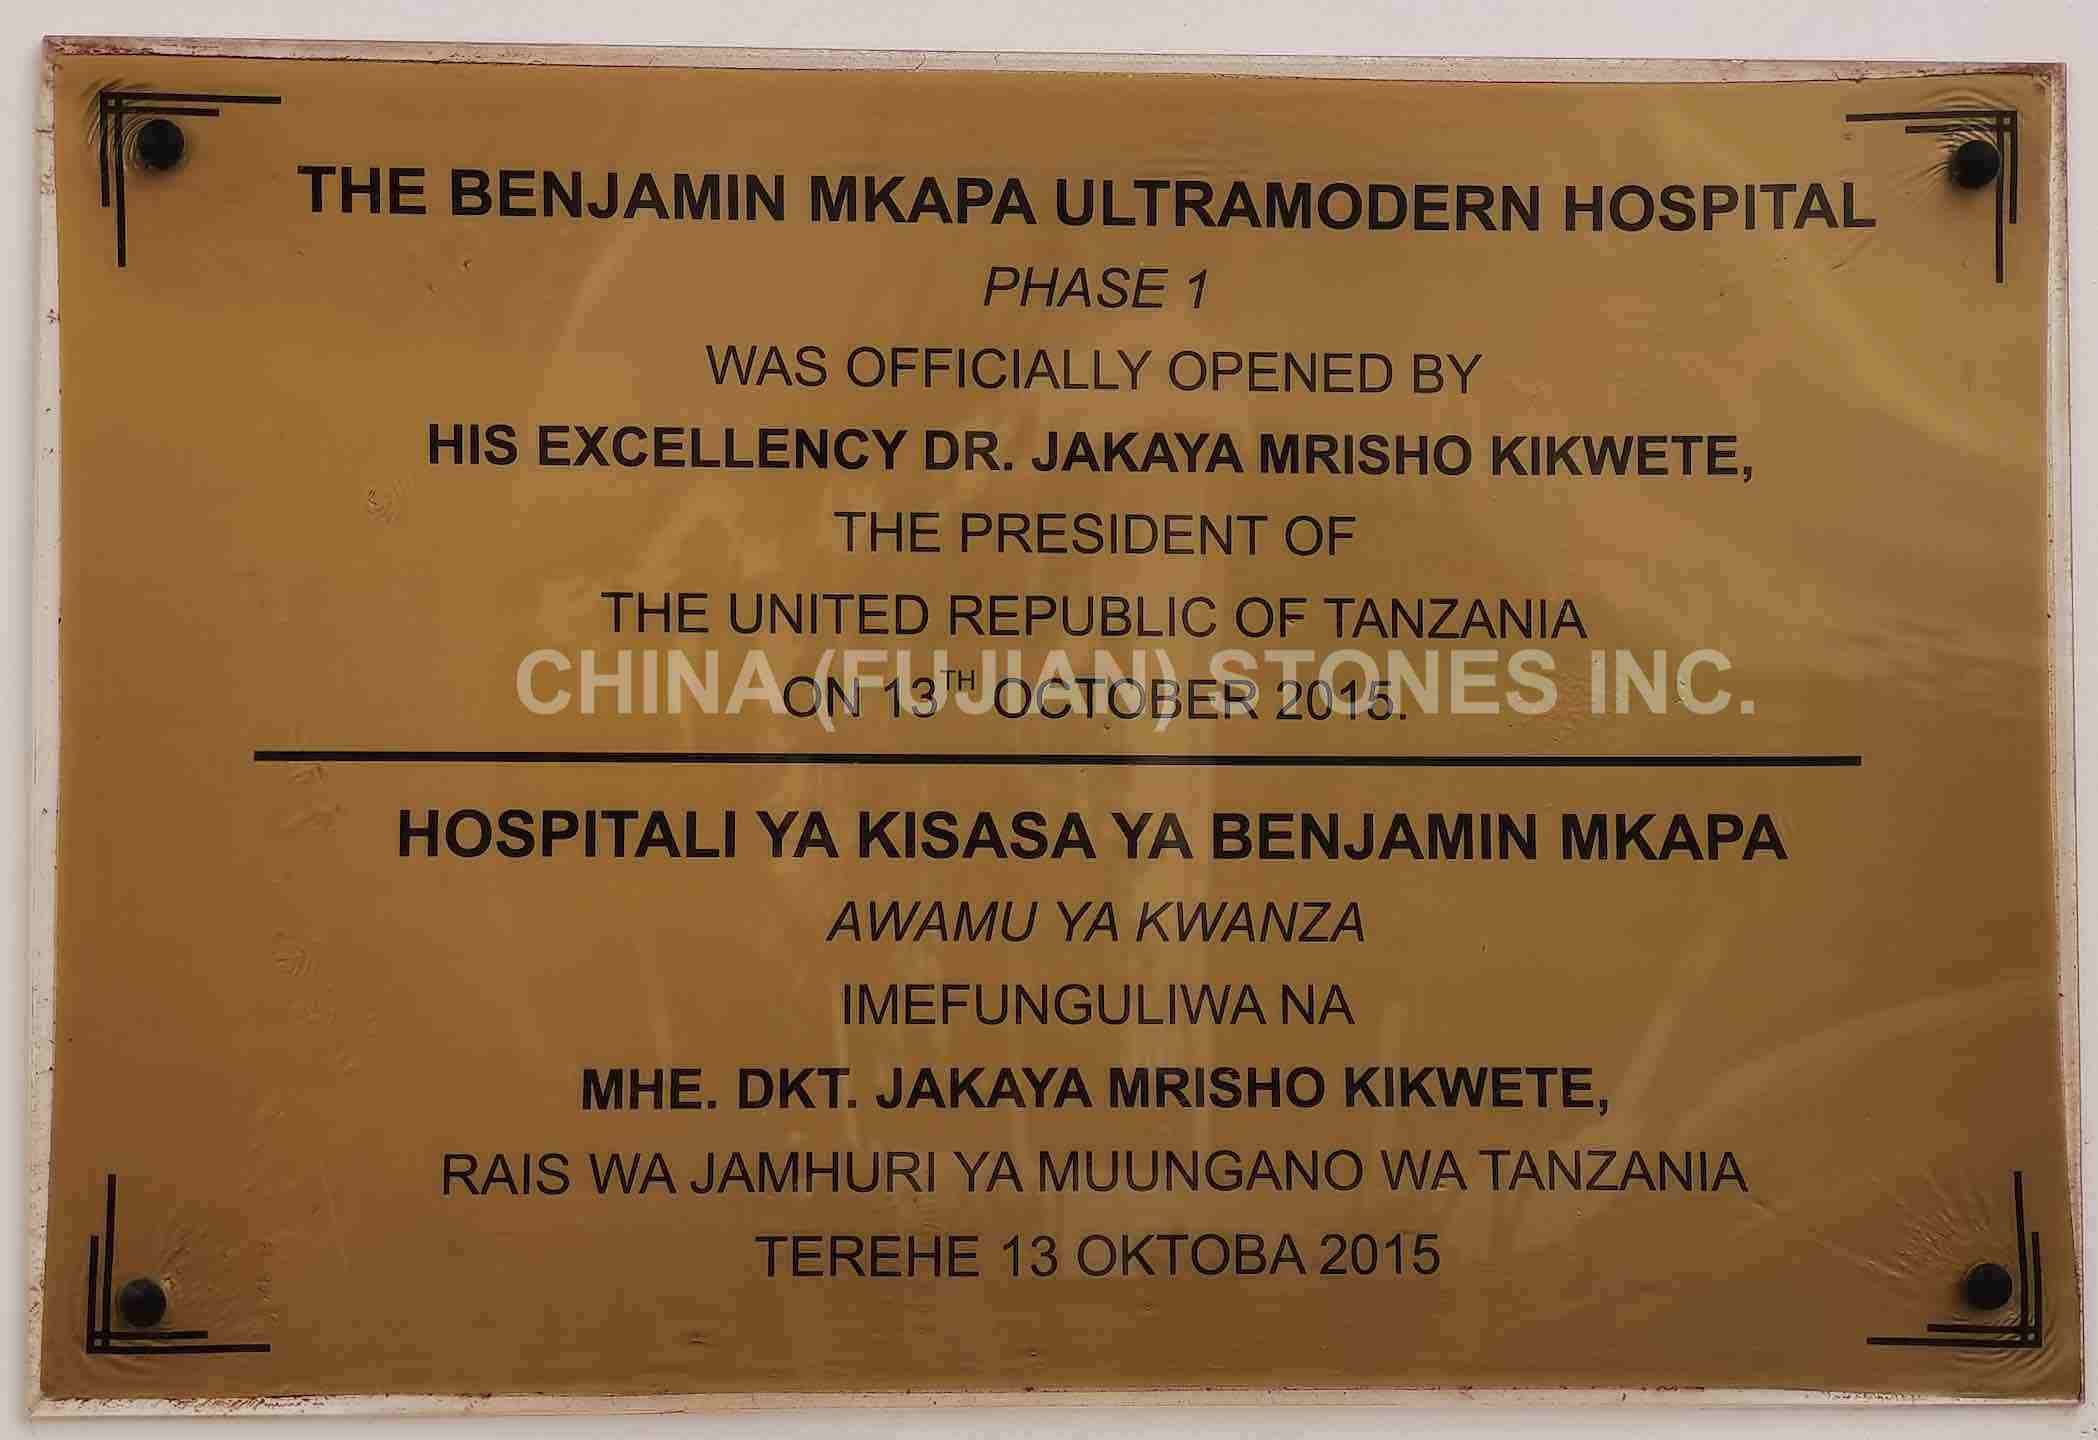 THE BENJAMIN MKAPA ULTRAMODERN HOSPITAL
PHASE 1
WAS OFFICIALLY OPENED BY
HIS EXCELLENCY DR. JAKAYA MRISHO KIKWETE,
THE PRESIDENT OF
THE UNITED REPUBLIC OF TANZANIA
CHINA (FUJIAN) STONES INC.
ON 13TH OCTOBER 2015.
HOSPITALI YA KISASA YA BENJAMIN MKAPA
AWAMU YA KWANZA
IMEFUNGULIWA NA
MHE. DKT. JAKAYA MRISHO KIKWETE,
RAIS WA JAMHURI YA MUUNGANO WA TANZANIA
TEREHE 13 OKTOBA 2015